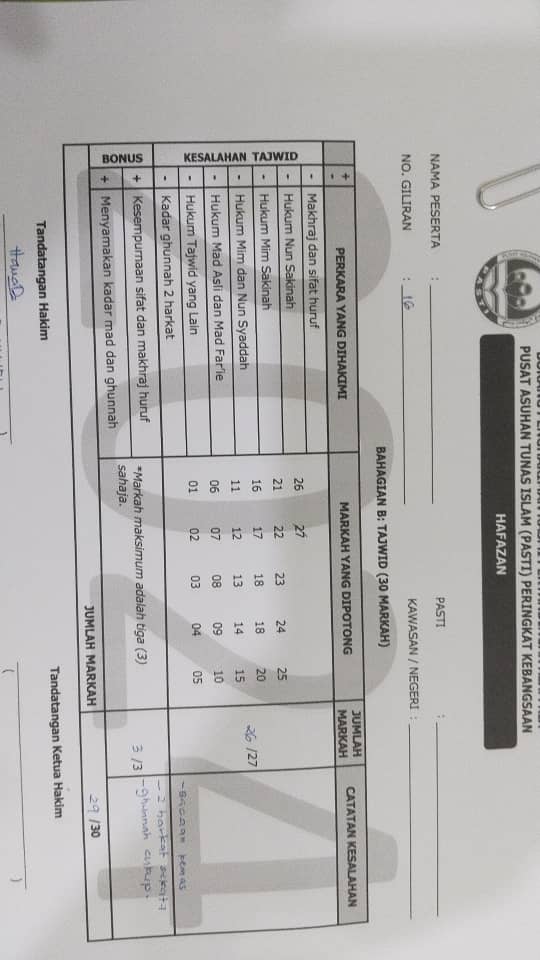 PUSAT ASUHAN TUNAS ISLAM (PASTI) PERINGKAT KEBANGSAAN
HAFAZAN
PASTI
NAMA PESERTA :
PASTI :
NO. GILIRAN : 16
KAWASAN / NEGERI :
2024
BAHAGIAN B: TAJWID (30 MARKAH)
+ - PERKARA YANG DIHAKIMI MARKAH YANG DIPOTONG JUMLAH MARKAH CATATAN KESALAHAN
KESALAHAN TAJWID
- Makhraj dan sifat huruf
- Hukum Nun Sakinah
- Hukum Mim Sakinah
- Hukum Mim dan Nun Syaddah
- Hukum Mad Asli dan Mad Far'ie
- Hukum Tajwid yang Lain
- Kadar ghunnah 2 harkat
26 27
21 22 23 24 25
16 17 18 18 20
11 12 13 14 15
06 07 08 09 10
01 02 03 04 05
26 /27
- Bacaan kemas
- 2 harkat
- ghunnah cukup.
BONUS
+ Kesempurnaan sifat dan makhraj huruf
+ Menyamakan kadar mad dan ghunnah
*Markah maksimum adalah tiga (3)
sahaja.
3 /3
JUMLAH MARKAH 29 /30
Tandatangan Hakim
Tandatangan Ketua Hakim
( )